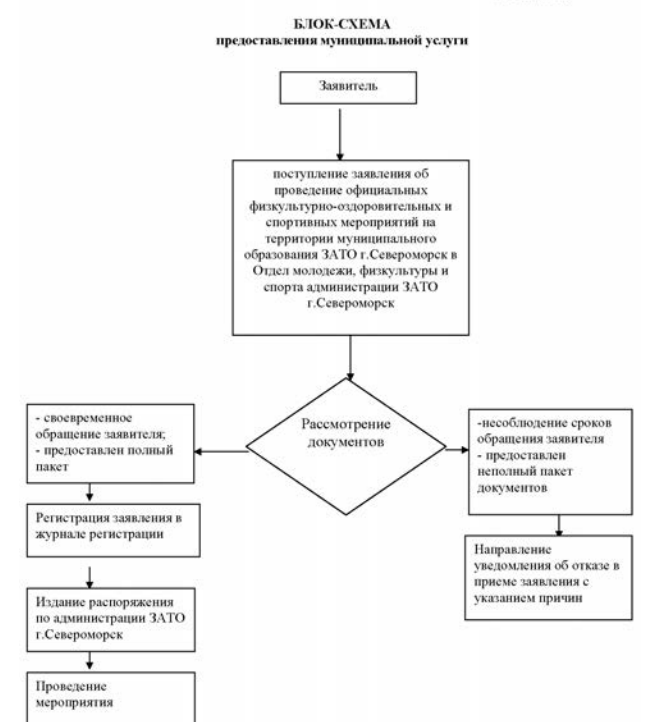 БЛОК-СХЕМА
предоставления муниципальной услуги
Заявитель
поступление заявления об
проведение официальных
физкультурно-оздоровительных и
спортивных мероприятий на
территории муниципального
образования ЗАТО г.Североморск в
Отдел молодежи, физкультуры и
спорта администрации ЗАТО
г.Североморск
Рассмотрение
документов
- своевременное
обращение заявителя;
- предоставлен полный
пакет
Регистрация заявления в
журнале регистрации
Издание распоряжения
по администрации ЗАТО
г.Североморск
Проведение
мероприятия
-несоблюдение сроков
обращения заявителя
- предоставлен
неполный пакет
документов
Направление
уведомления об отказе в
приеме заявления с
указанием причин